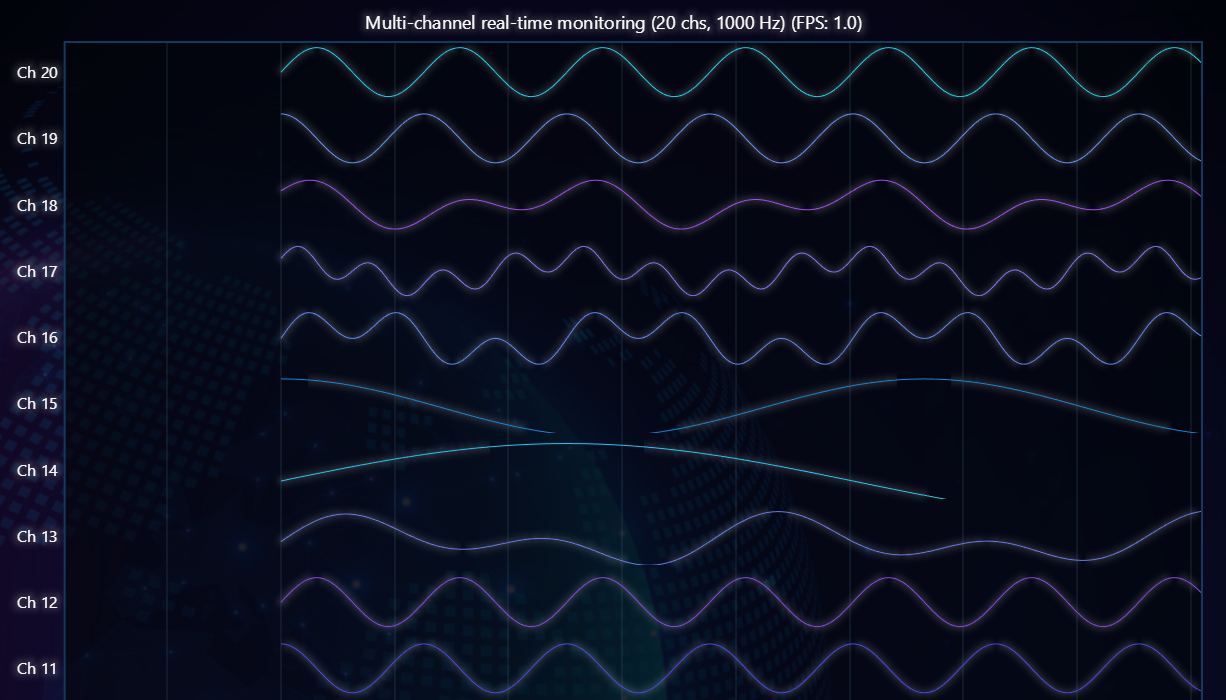 Multi-channel real-time monitoring (20 chs, 1000 Hz) (FPS: 1.0)
Ch 20
Ch 19
Ch 18
Ch 17
Ch 16
Ch 15
Ch 14
Ch 13
Ch 12
Ch 11